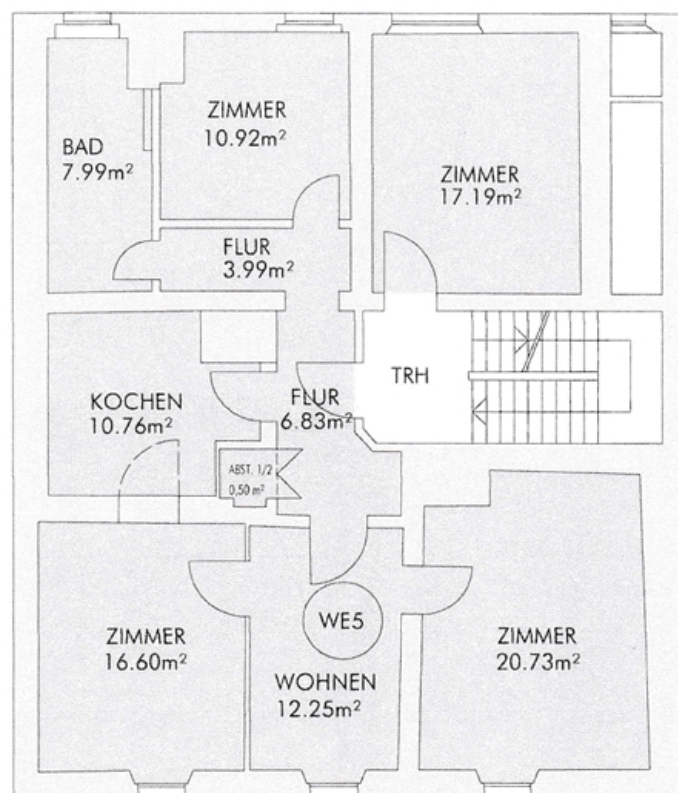 ZIMMER
10.92m²
BAD
7.99m²
ZIMMER
17.19m²
FLUR
3.99m²
TRH
KOCHEN
10.76m²
FLUR
6.83m²
ABST. 1/2
0,50 m²
ZIMMER
16.60m²
WE5
WOHNEN
12.25m²
ZIMMER
20.73m²